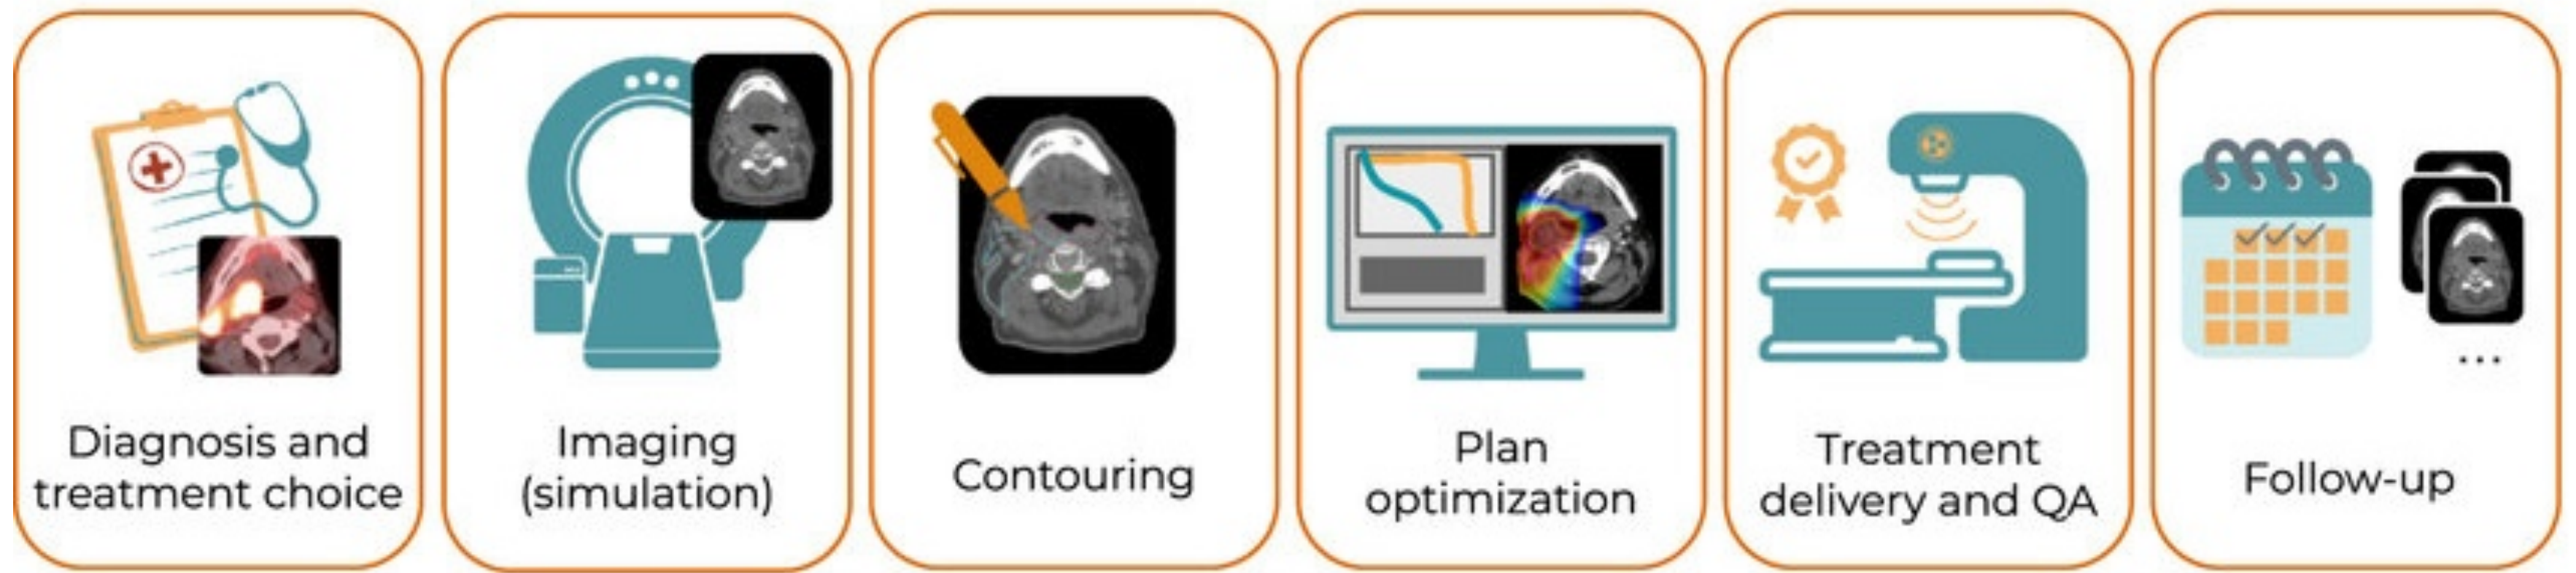 Diagnosis and
treatment choice
Imaging
(simulation)
Contouring
Plan
optimization
Treatment
delivery and QA
Follow-up